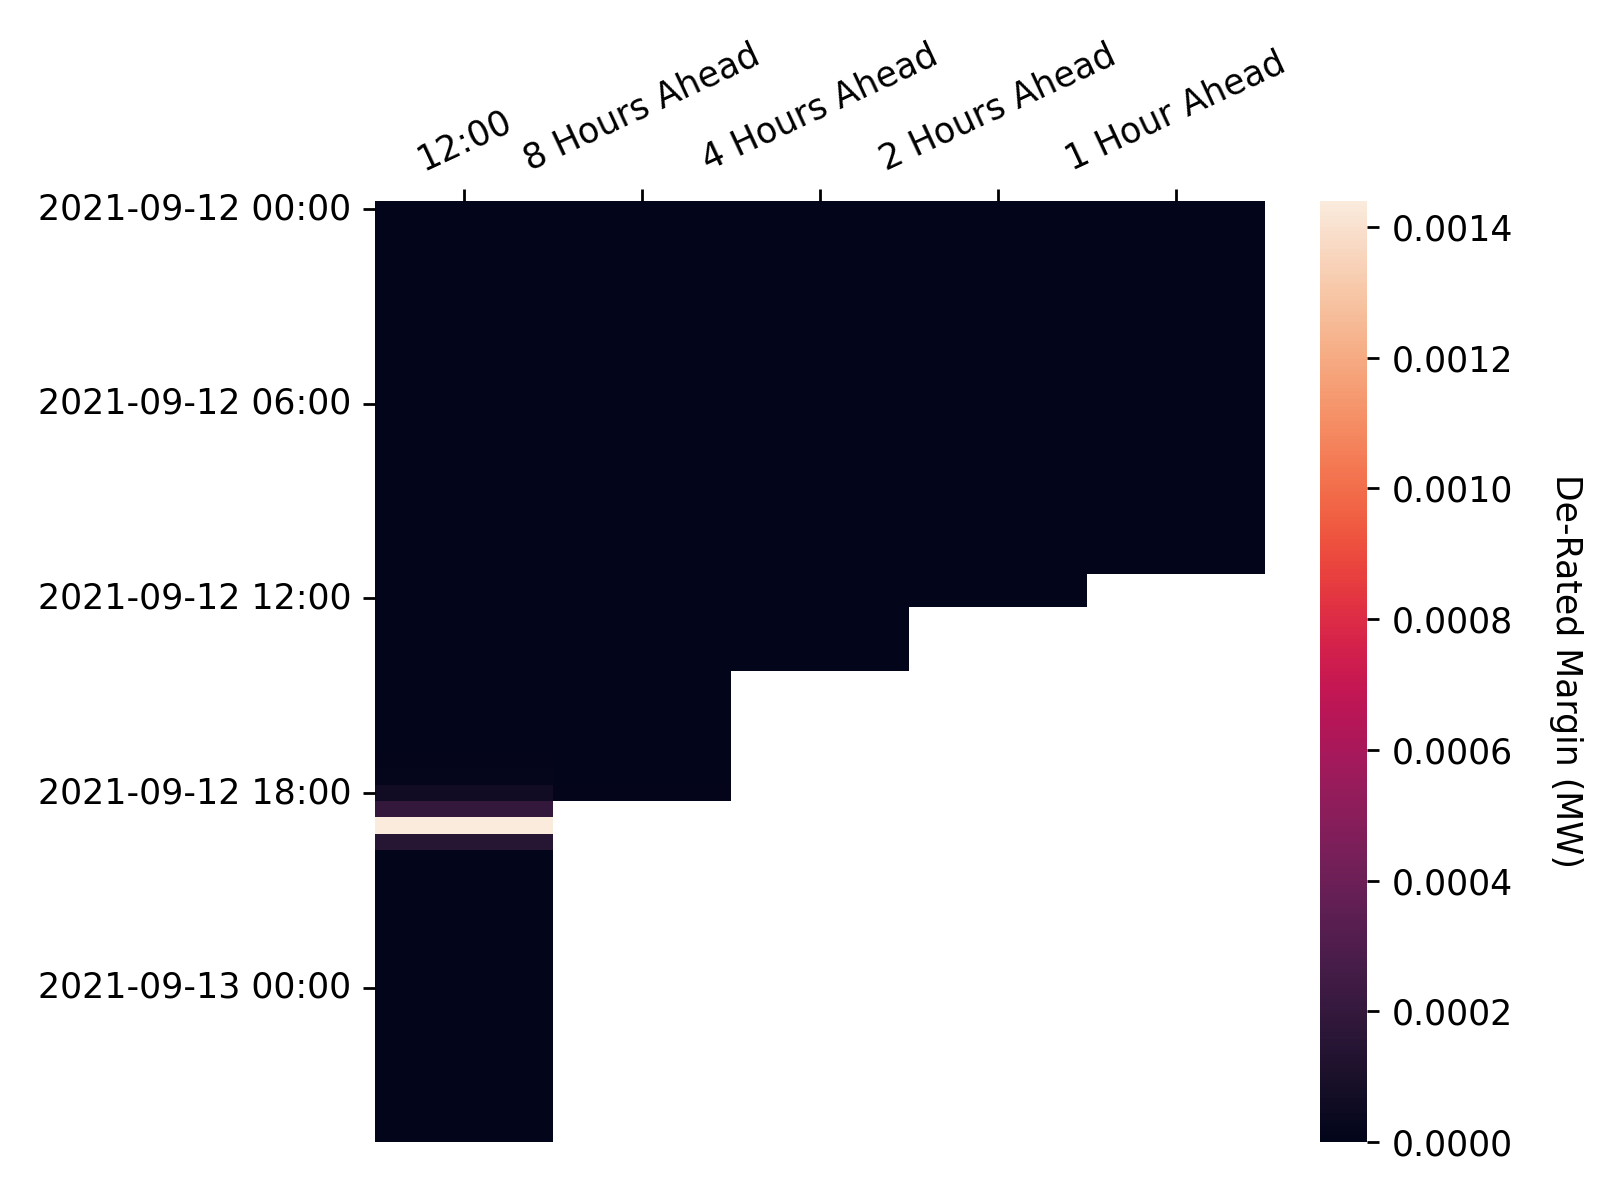 12:00
8 Hours Ahead
4 Hours Ahead
2 Hours Ahead
1 Hour Ahead
2021-09-12 00:00
2021-09-12 06:00
2021-09-12 12:00
2021-09-12 18:00
2021-09-13 00:00
0.0014
0.0012
0.0010
0.0008
0.0006
0.0004
0.0002
0.0000
De-Rated Margin (MW)